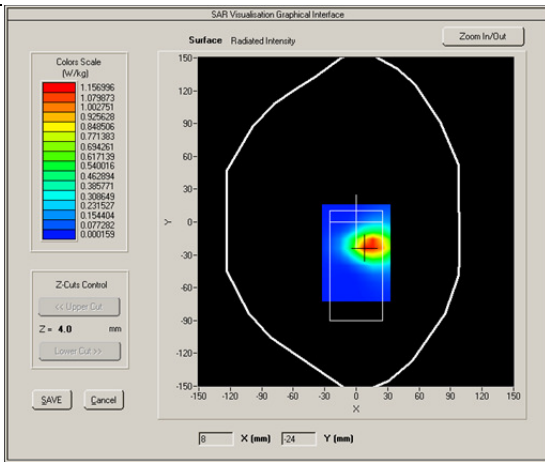 SAR Visualisation Graphical Interface
Surface Radiated Intensity
Zoom In/Out
Colors Scale
(W/kg)
1.156996
1.079873
1.002751
0.925628
0.848506
0.771383
0.694261
0.617139
0.540016
0.462894
0.385771
0.308649
0.231527
0.154404
0.077282
0.000159
Z-Cuts Control
<< Upper Cut
Z = 4.0 mm
Lower Cut >>
SAVE Cancel
Y
150
120
90
60
30
0
-30
-60
-90
-120
-150
-150 -120 -90 -60 -30 0 30 60 90 120 150
X
8 X (mm) -24 Y (mm)